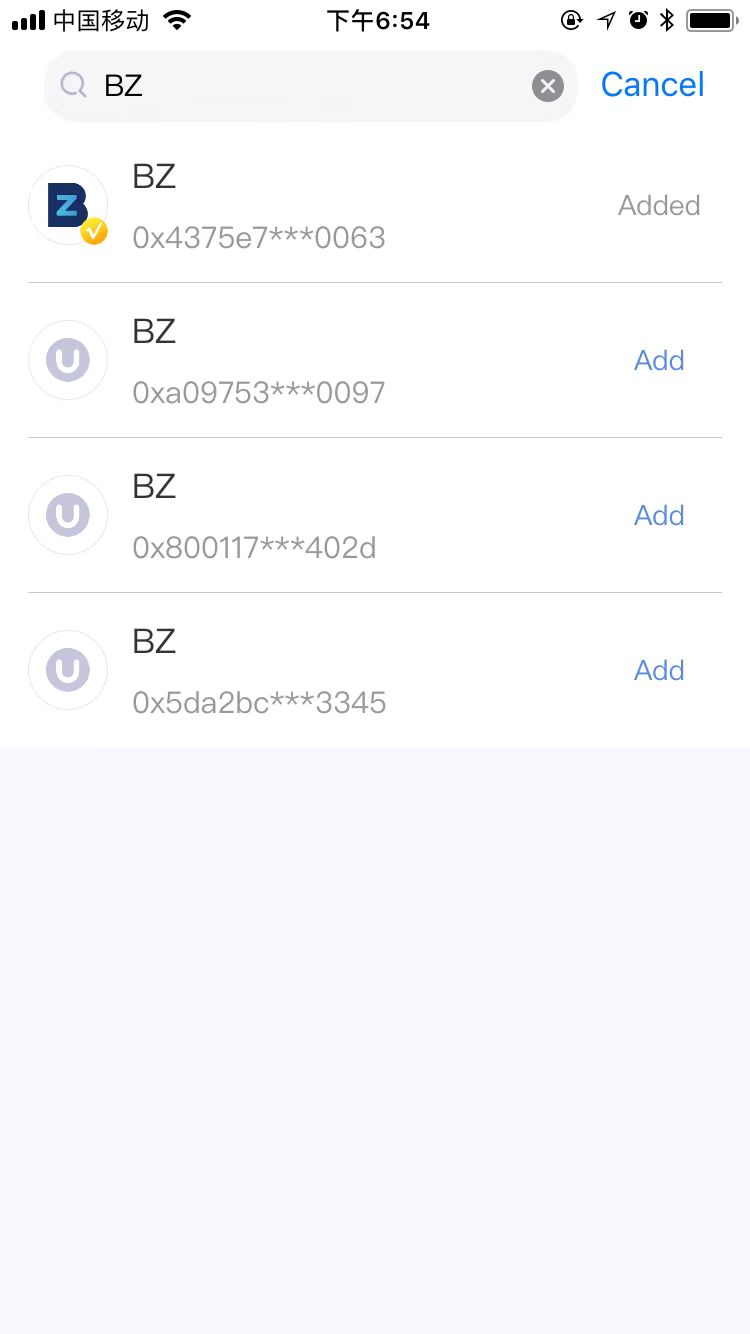 中国移动 下午6:54
BZ Cancel
BZ
0x4375e7***0063
Added
BZ
0xa09753***0097
Add
BZ
0x800117***402d
Add
BZ
0x5da2bc***3345
Add